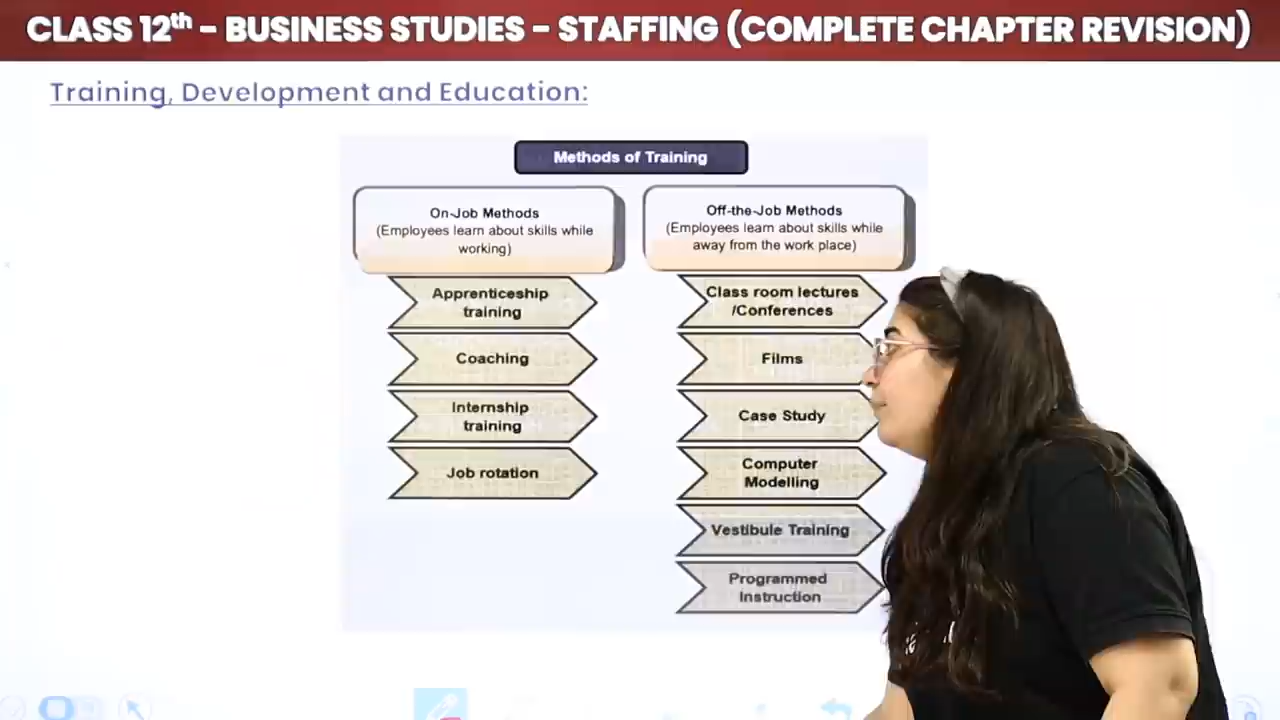 CLASS 12th - BUSINESS STUDIES - STAFFING (COMPLETE CHAPTER REVISION)
Training, Development and Education:
Methods of Training
On-Job Methods
(Employees learn about skills while
working)
Apprenticeship
training
Coaching
Internship
training
Job rotation
Off-the-Job Methods
(Employees learn about skills while
away from the work place)
Class room lectures
/Conferences
Films
Case Study
Computer
Modelling
Vestibule Training
Programmed
Instruction